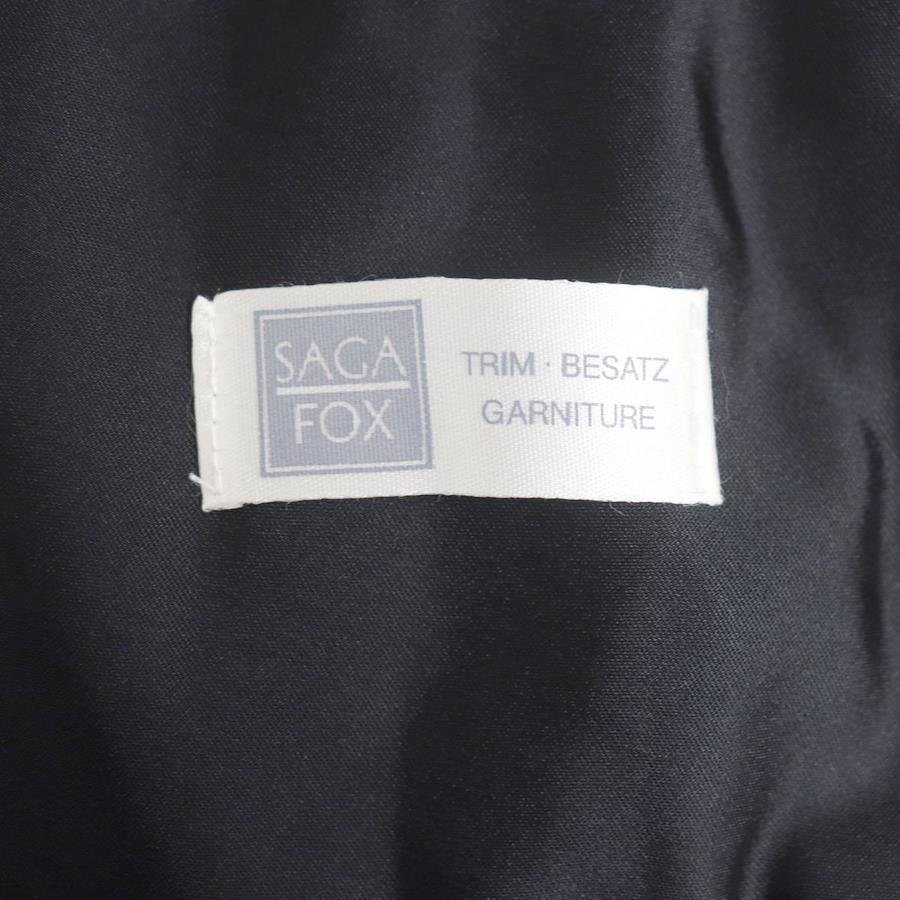 SAGA
FOX
TRIM · BESATZ
GARNITURE